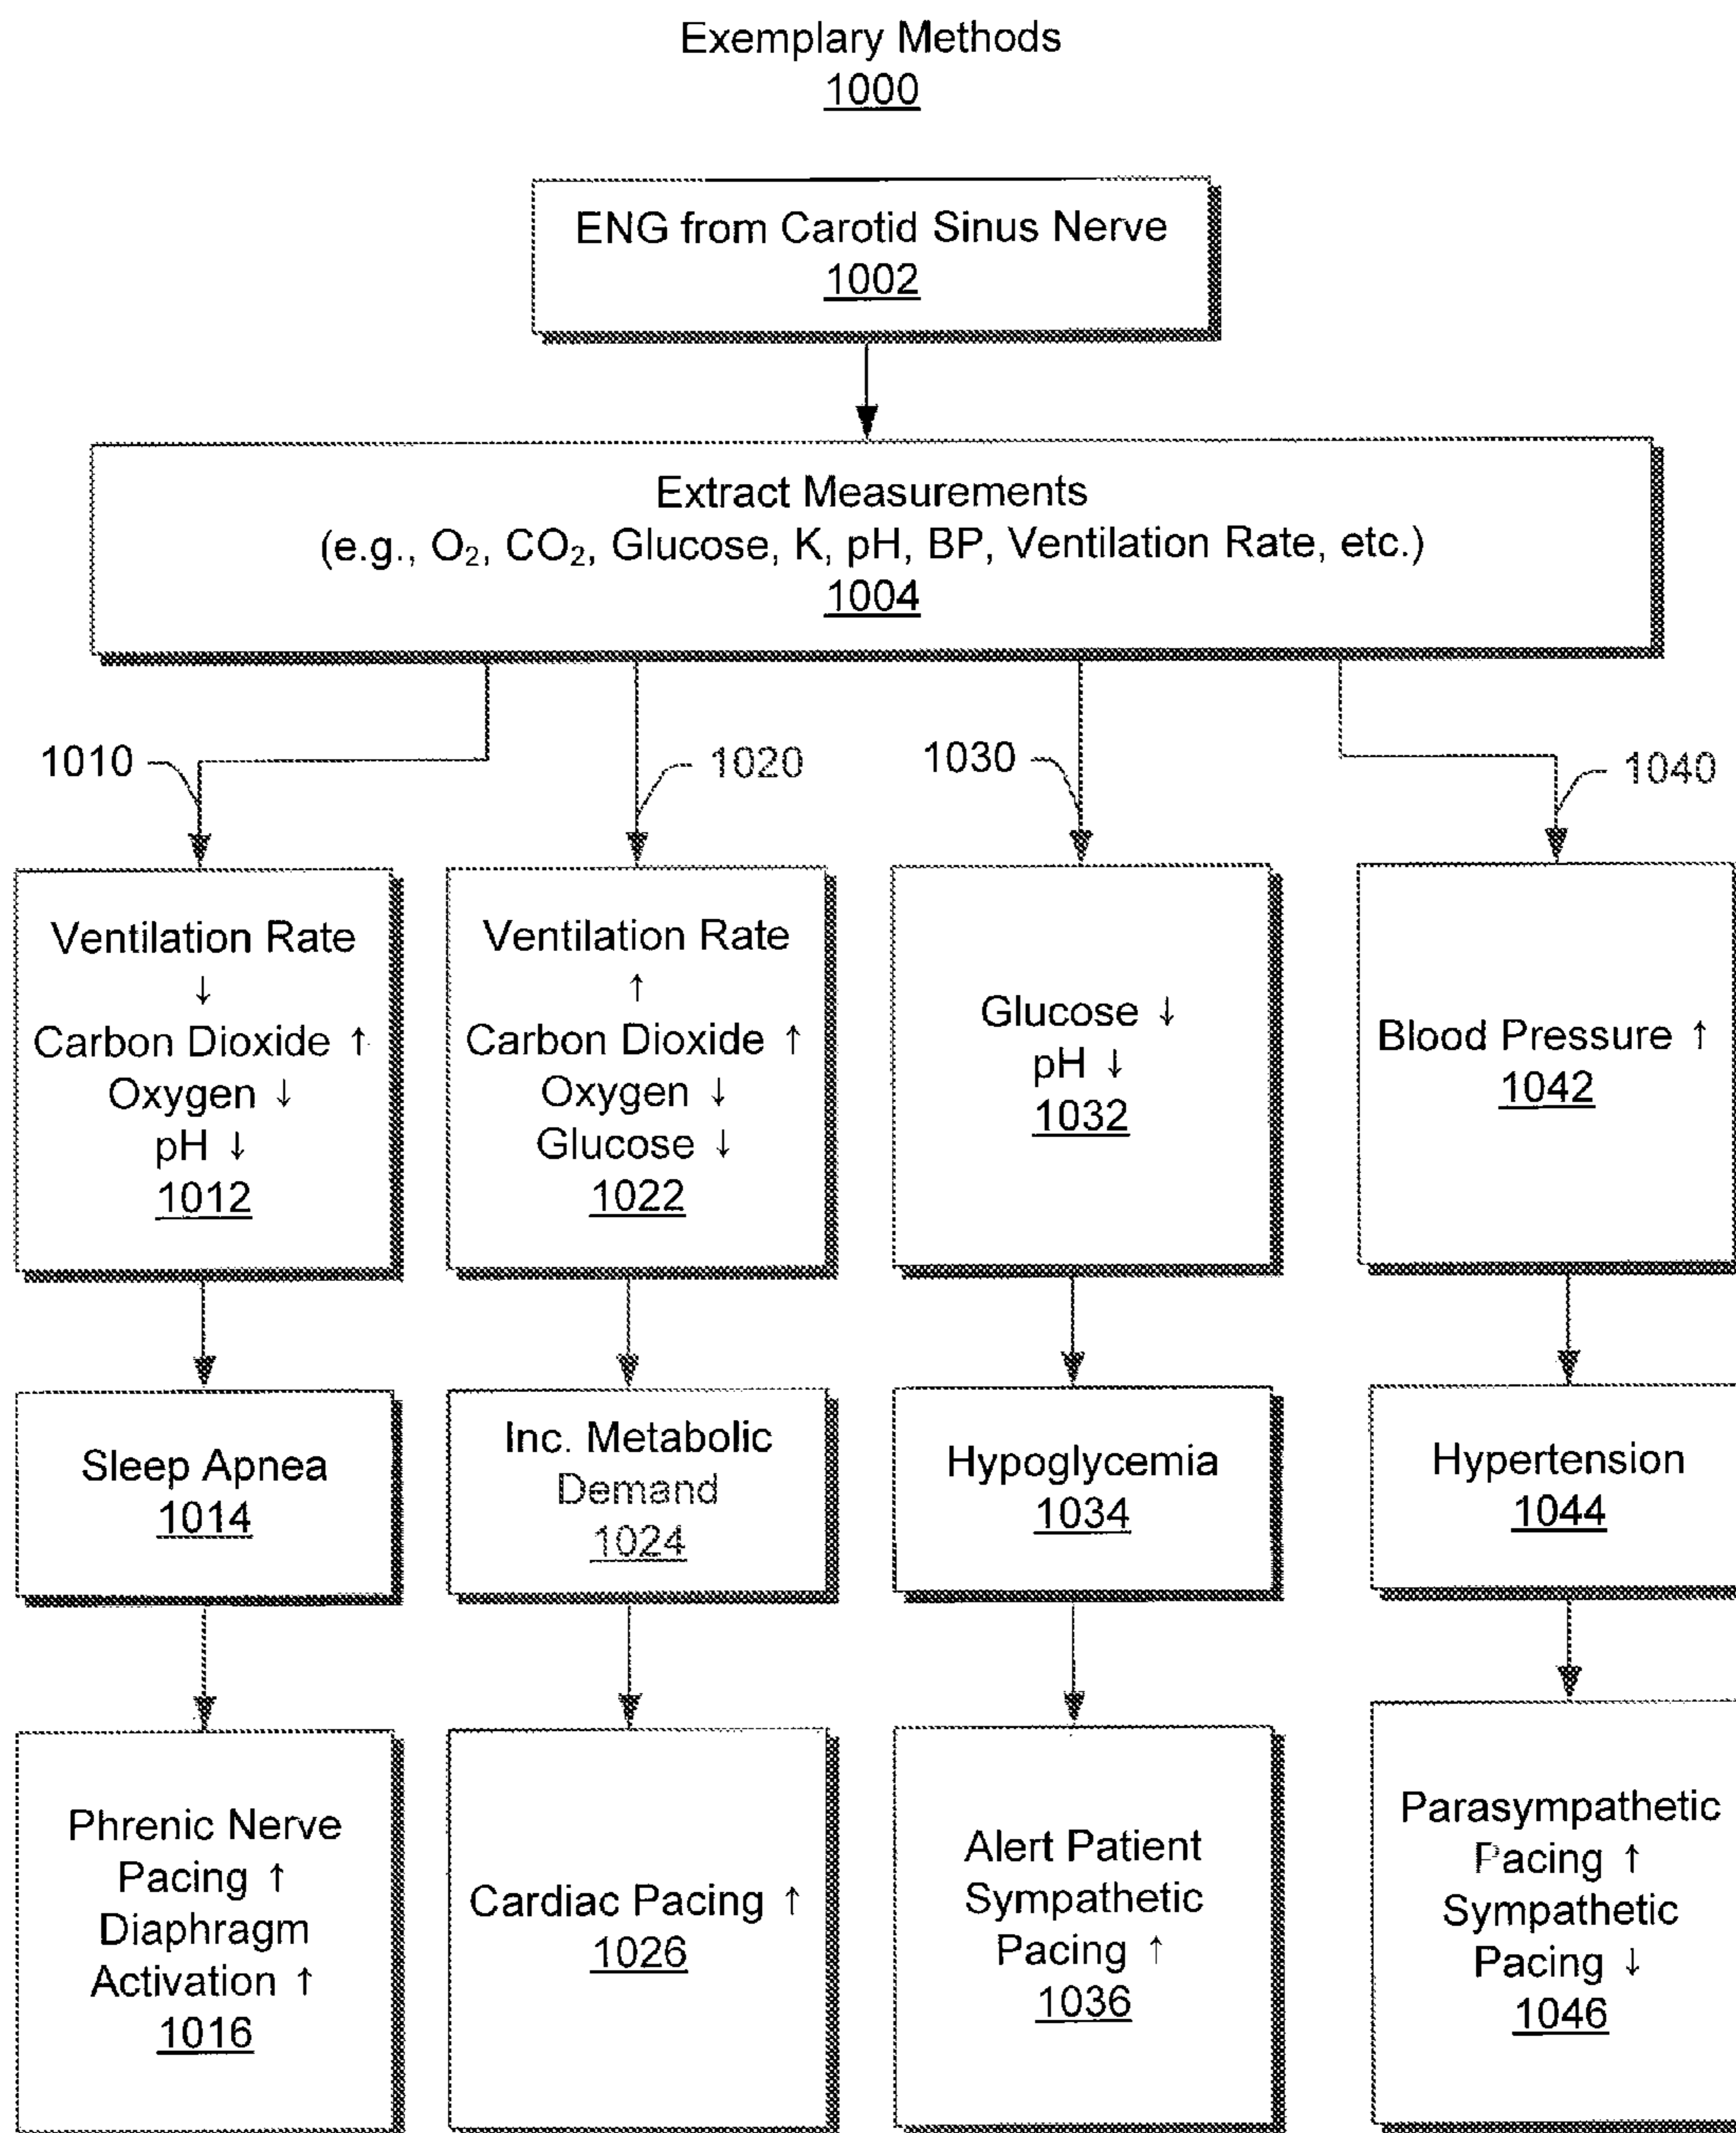 Exemplary Methods
1000
ENG from Carotid Sinus Nerve
1002
Extract Measurements
(e.g., O₂, CO₂, Glucose, K, pH, BP, Ventilation Rate, etc.)
1004
1010
1020
1030
1040
Ventilation Rate
↓
Carbon Dioxide ↑
Oxygen ↓
pH ↓
1012
Ventilation Rate
↑
Carbon Dioxide ↑
Oxygen ↓
Glucose ↓
1022
Glucose ↓
pH ↓
1032
Blood Pressure ↑
1042
Sleep Apnea
1014
Inc. Metabolic
Demand
1024
Hypoglycemia
1034
Hypertension
1044
Phrenic Nerve
Pacing ↑
Diaphragm
Activation ↑
1016
Cardiac Pacing ↑
1026
Alert Patient
Sympathetic
Pacing ↑
1036
Parasympathetic
Pacing ↑
Sympathetic
Pacing ↓
1046